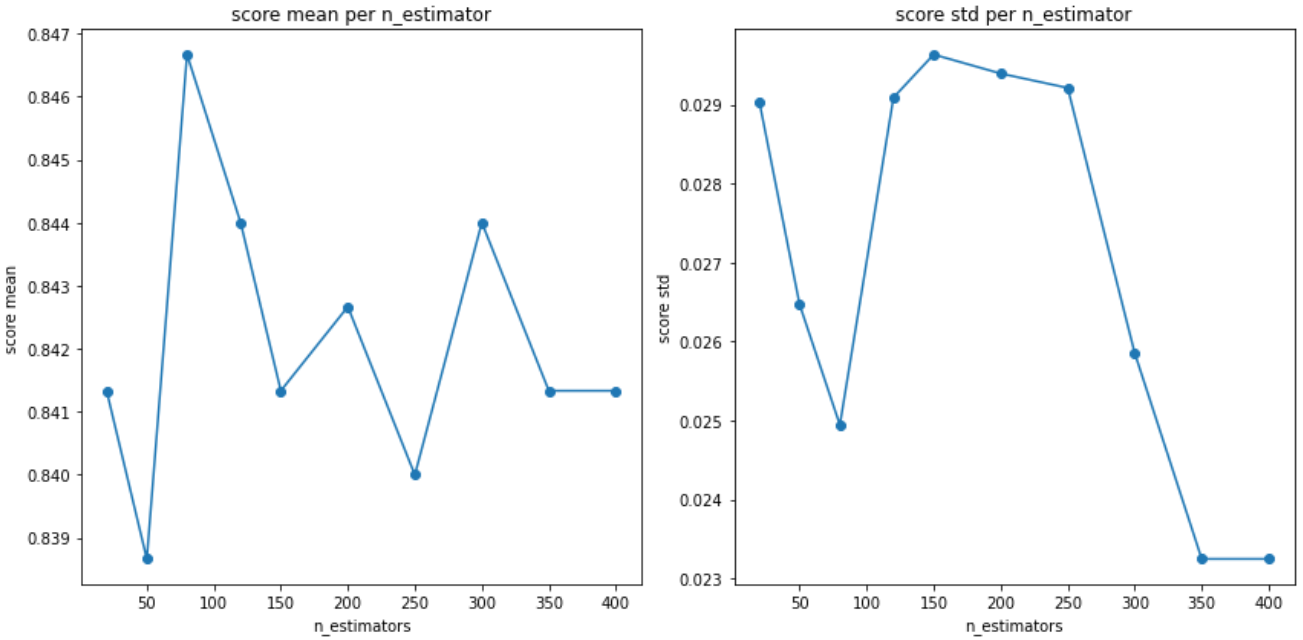 score mean per n_estimator
0.847
0.846
0.845
0.844
0.843
0.842
0.841
0.840
0.839
score mean
50 100 150 200 250 300 350 400
n_estimators
score std per n_estimator
0.029
0.028
0.027
0.026
0.025
0.024
0.023
score std
50 100 150 200 250 300 350 400
n_estimators